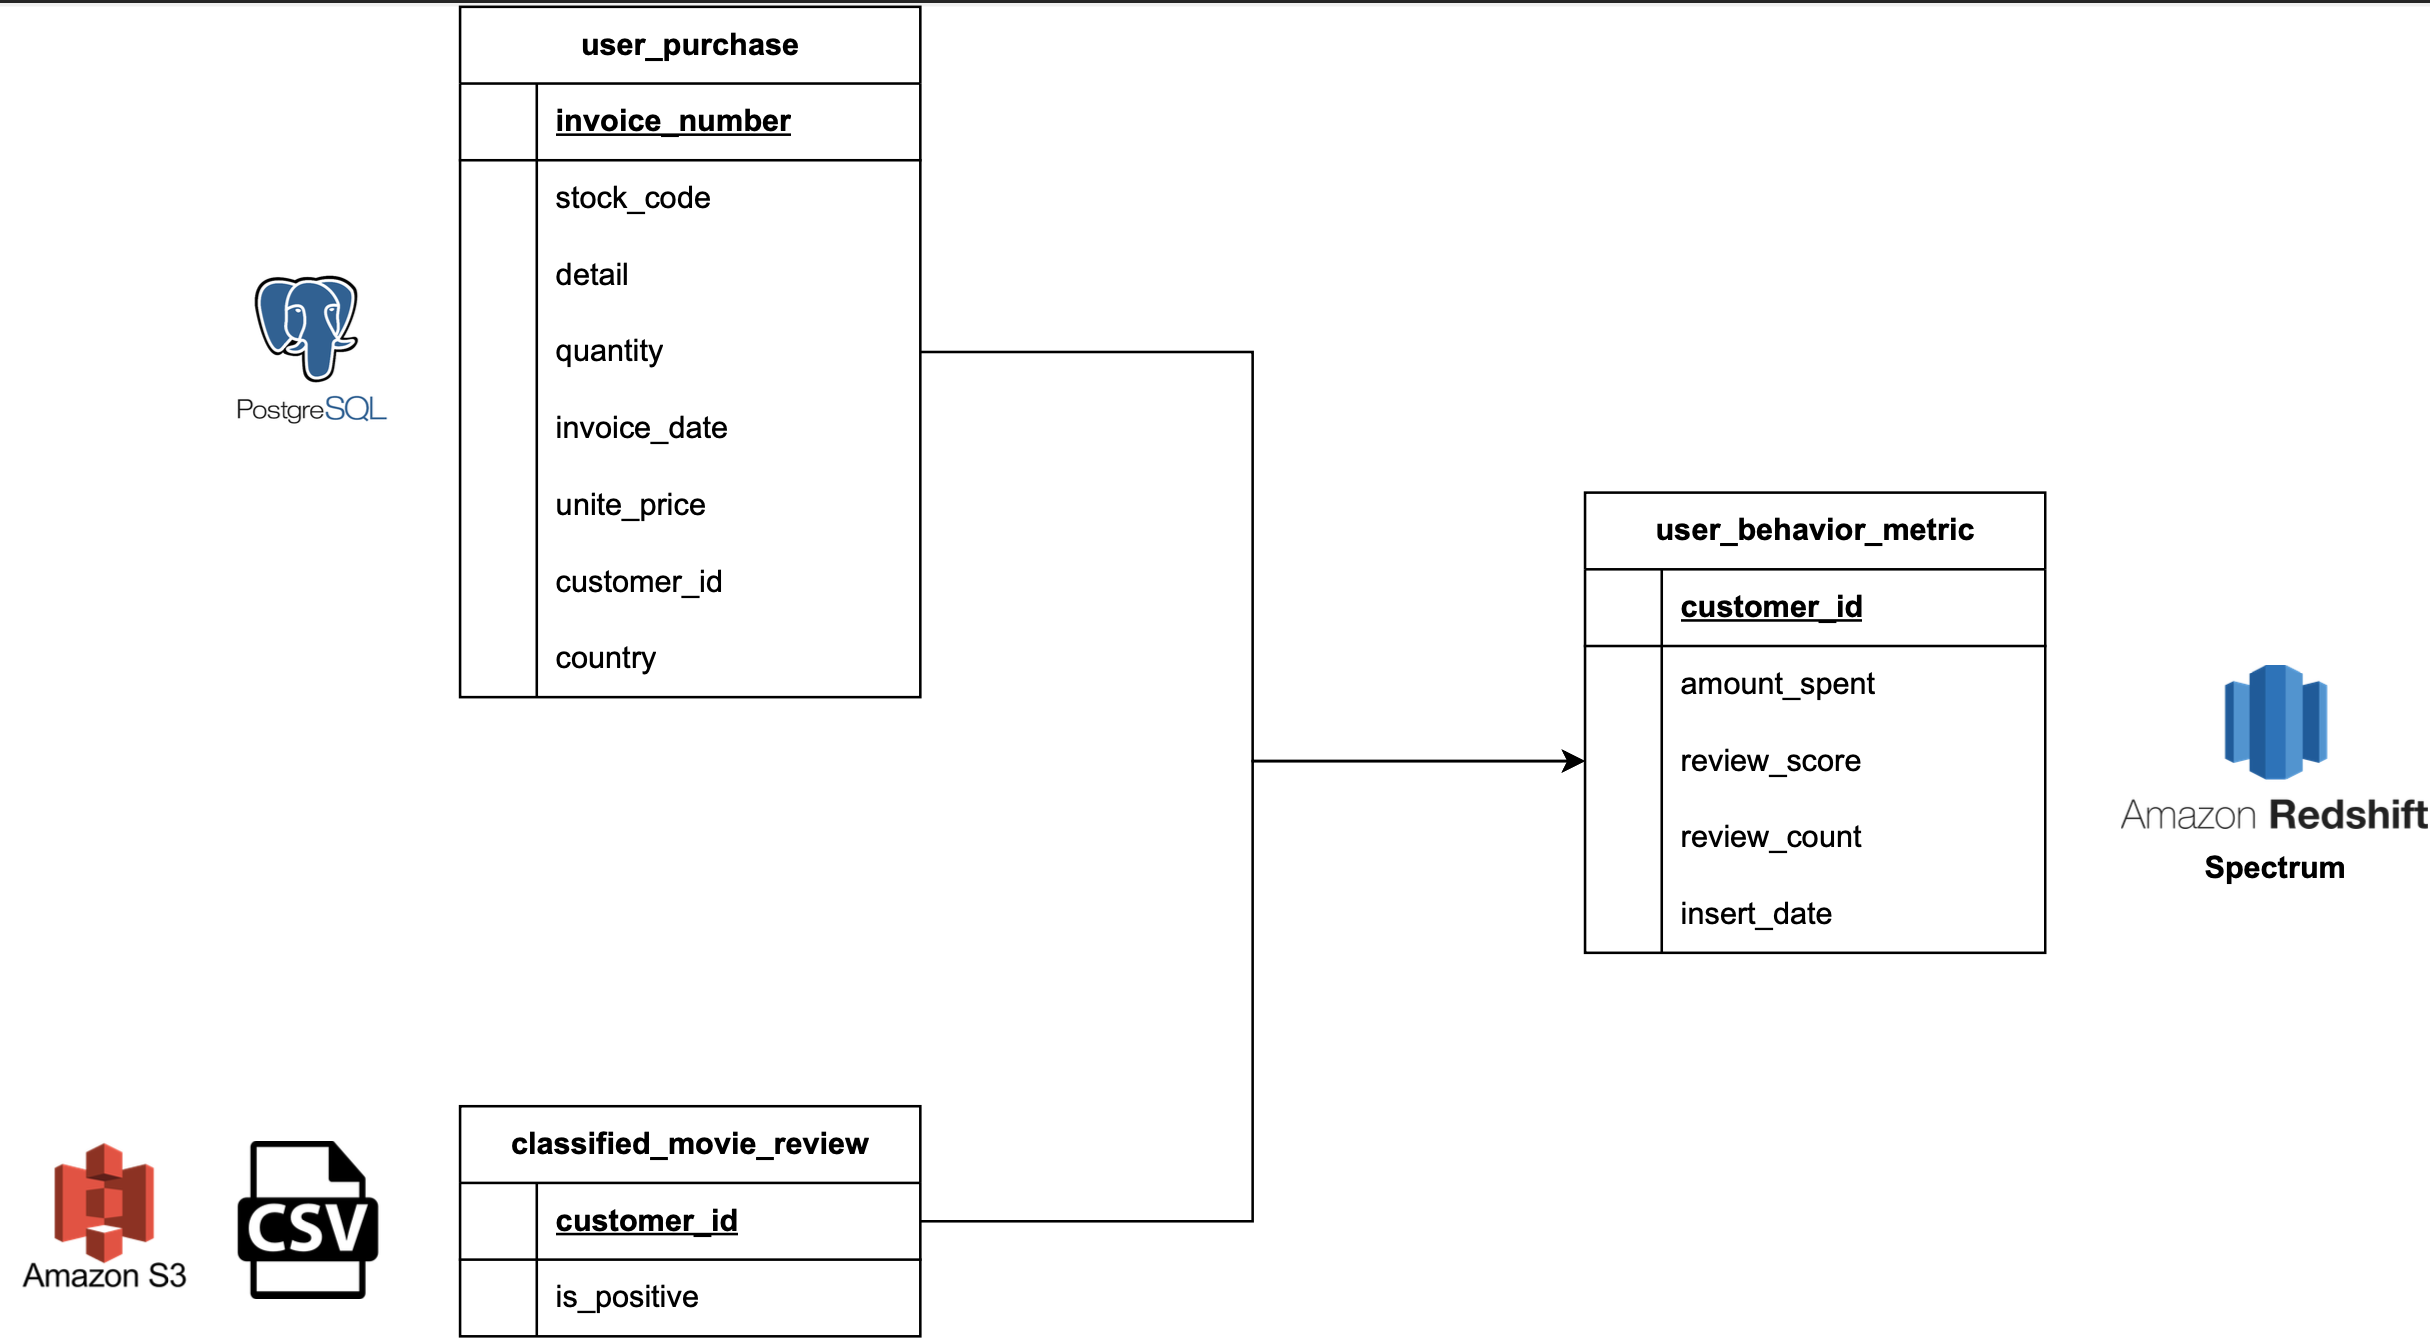 user_purchase
invoice_number
stock_code
detail
quantity
invoice_date
unite_price
customer_id
country
PostgreSQL
user_behavior_metric
customer_id
amount_spent
review_score
review_count
insert_date
Amazon Redshift
Spectrum
classified_movie_review
customer_id
is_positive
Amazon S3
CSV